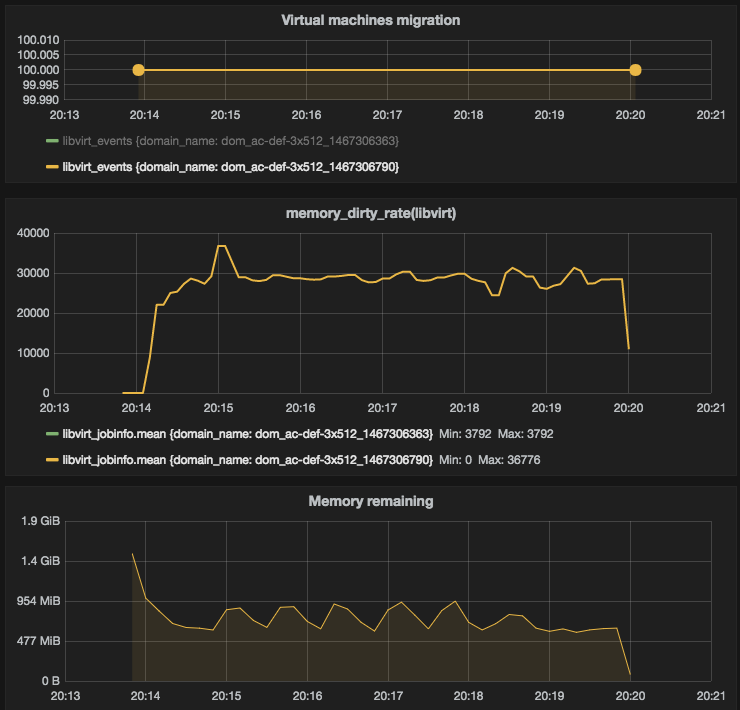 Virtual machines migration
100.010
100.005
100.000
99.995
99.990
20:13 20:14 20:15 20:16 20:17 20:18 20:19 20:20 20:21
libvirt_events {domain_name: dom_ac-def-3x512_1467306363}
libvirt_events {domain_name: dom_ac-def-3x512_1467306790}
memory_dirty_rate(libvirt)
40000
30000
20000
10000
0
20:13 20:14 20:15 20:16 20:17 20:18 20:19 20:20 20:21
libvirt_jobinfo.mean {domain_name: dom_ac-def-3x512_1467306363} Min: 3792 Max: 3792
libvirt_jobinfo.mean {domain_name: dom_ac-def-3x512_1467306790} Min: 0 Max: 36776
Memory remaining
1.9 GiB
1.4 GiB
954 MiB
477 MiB
0 B
20:13 20:14 20:15 20:16 20:17 20:18 20:19 20:20 20:21